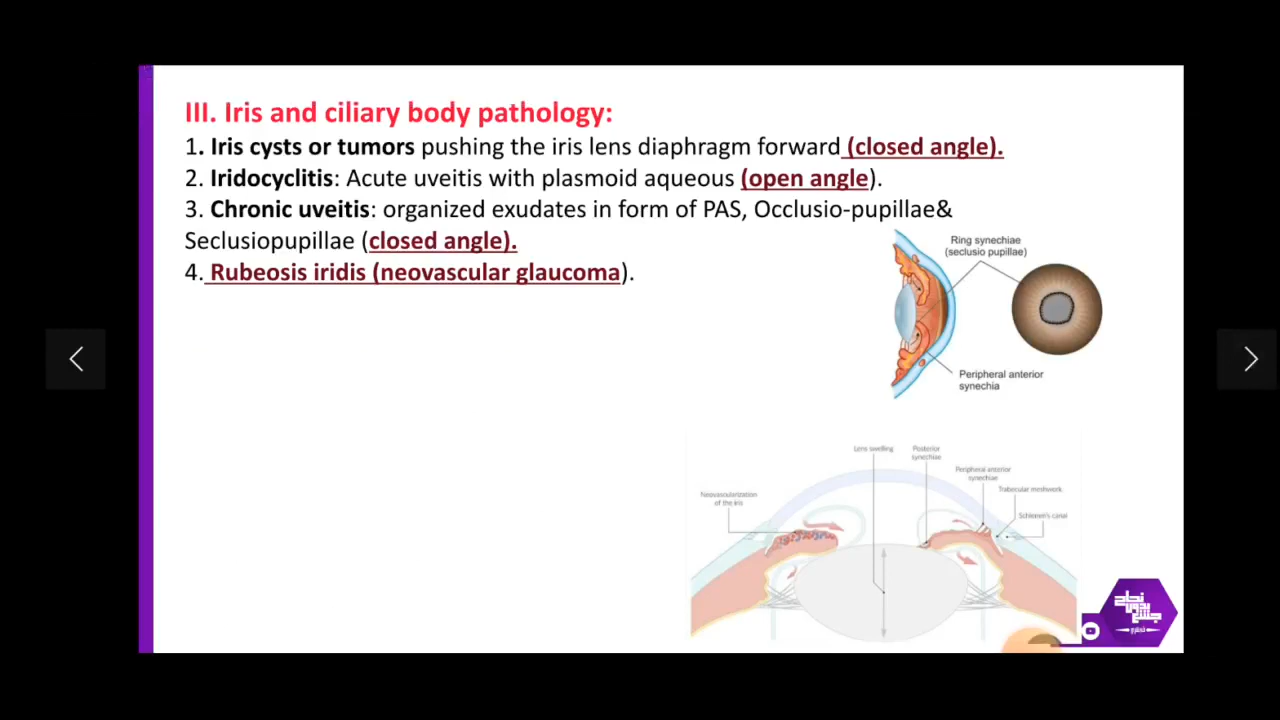 III. Iris and ciliary body pathology:
1. Iris cysts or tumors pushing the iris lens diaphragm forward (closed angle).
2. Iridocyclitis: Acute uveitis with plasmoid aqueous (open angle).
3. Chronic uveitis: organized exudates in form of PAS, Occlusio-pupillae&
Seclusiopupillae (closed angle).
4. Rubeosis iridis (neovascular glaucoma).
Ring synechiae
(seclusio pupillae)
Peripheral anterior
synechia
Lens swelling
Posterior
synechiae
Peripheral anterior
synechiae
Trabecular meshwork
Schlemm's canal
Neovascularization
of the iris